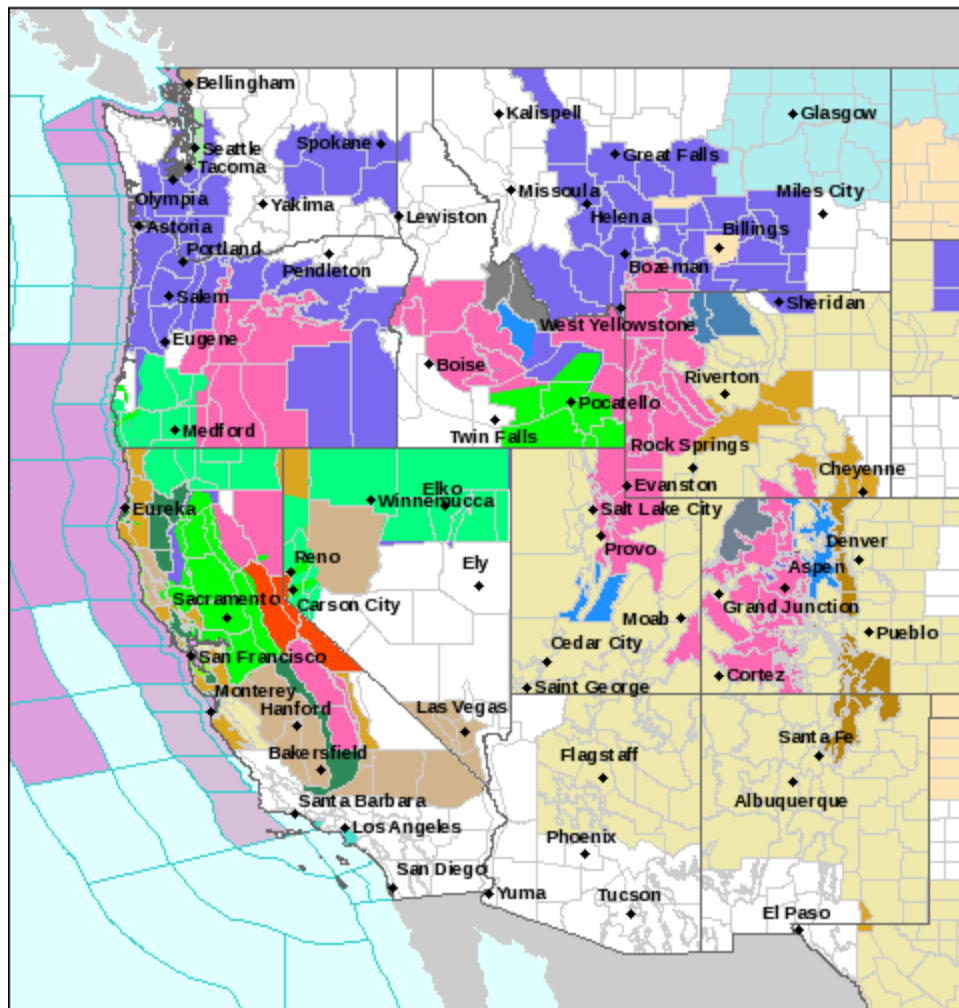 Bellingham
Kalispell
Glasgow
Seattle
Spokane
Great Falls
Tacoma
Missoula
Miles City
Olympia
Yakima
Lewiston
Helena
Astoria
Billings
Portland
Pendleton
Bozeman
Salem
Sheridan
West Yellowstone
Eugene
Boise
Riverton
Pocatello
Medford
Twin Falls
Rock Springs
Cheyenne
Elko
Evanston
Winnemucca
Eureka
Salt Lake City
Denver
Provo
Reno
Ely
Aspen
Sacramento
Carson City
Grand Junction
Moab
Pueblo
Cedar City
San Francisco
Cortez
Saint George
Monterey
Las Vegas
Hanford
Santa Fe
Bakersfield
Flagstaff
Santa Barbara
Albuquerque
Los Angeles
Phoenix
San Diego
Yuma
Tucson
El Paso